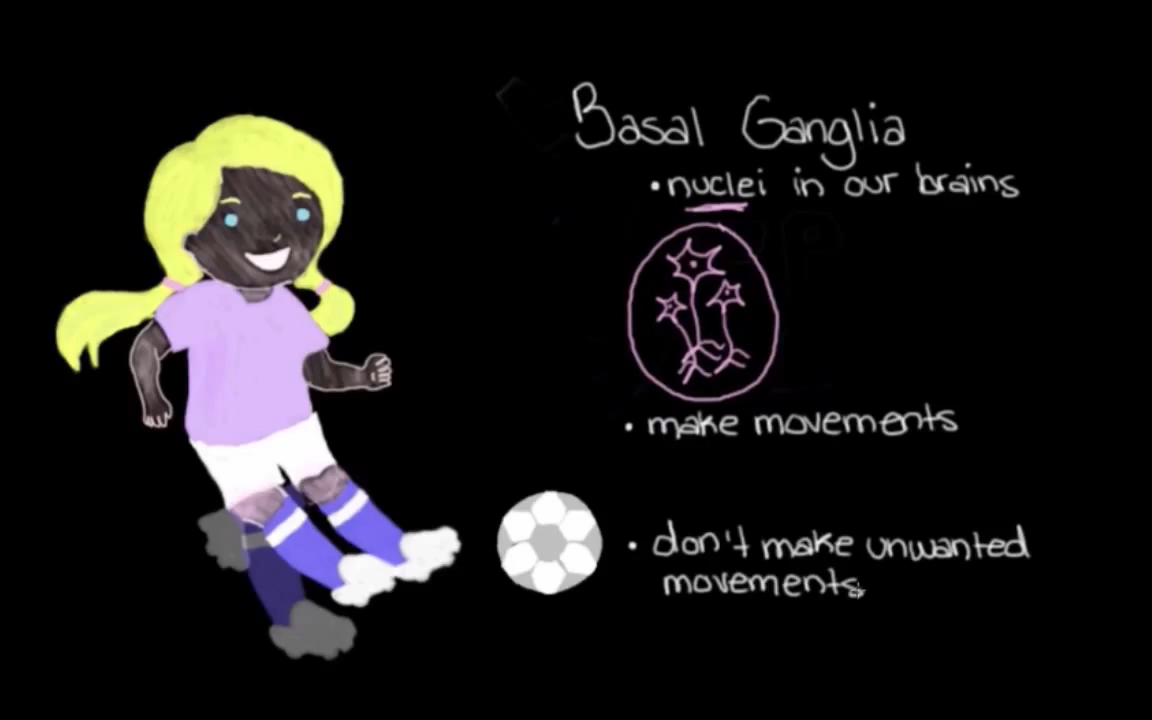 Basal Ganglia
• nuclei in our brains
• make movements
• don't make unwanted
movements